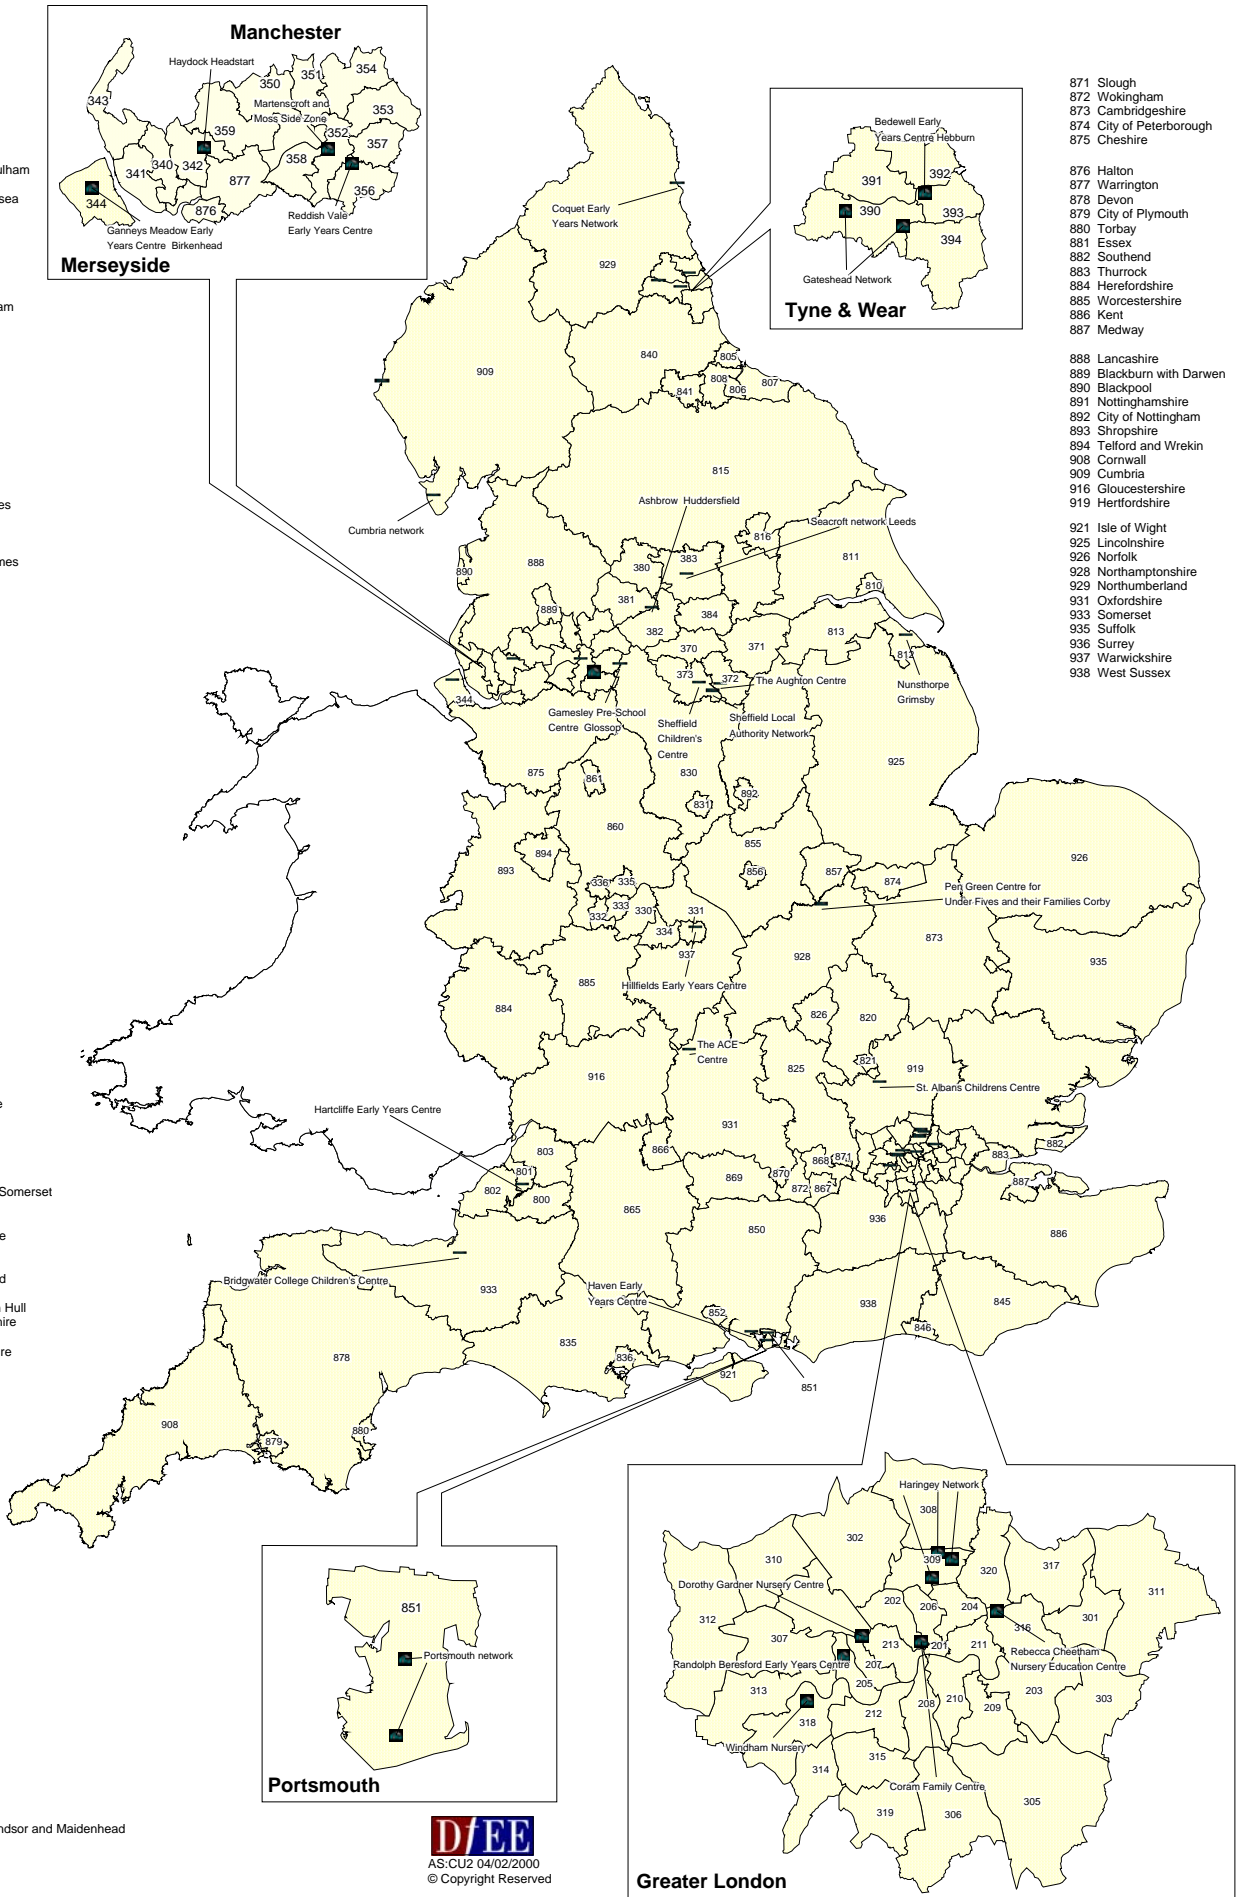 Manchester
Haydock Headstart
350
351
354
343
Martenscroft and
Moss Side Zone
353
359
352
357
340
342
341
358
877
356
344
876
Ganneys Meadow Early
Years Centre Birkenhead
Reddish Vale
Early Years Centre
Merseyside
Bedewell Early
Years Centre Hebburn
391
392
390
393
394
Gateshead Network
Tyne & Wear
871 Slough
872 Wokingham
873 Cambridgeshire
874 City of Peterborough
875 Cheshire
876 Halton
877 Warrington
878 Devon
879 City of Plymouth
880 Torbay
881 Essex
882 Southend
883 Thurrock
884 Herefordshire
885 Worcestershire
886 Kent
887 Medway
888 Lancashire
889 Blackburn with Darwen
890 Blackpool
891 Nottinghamshire
892 City of Nottingham
893 Shropshire
894 Telford and Wrekin
908 Cornwall
909 Cumbria
916 Gloucestershire
919 Hertfordshire
921 Isle of Wight
925 Lincolnshire
926 Norfolk
928 Northamptonshire
929 Northumberland
931 Oxfordshire
933 Somerset
935 Suffolk
936 Surrey
937 Warwickshire
938 West Sussex
ulham
sea
am
es
mes
e
Somerset
e
d
n Hull
hire
re
ndsor and Maidenhead
Coquet Early
Years Network
929
840
805
909
808
807
841
806
815
Ashbrow Huddersfield
Cumbria network
Seacroft network Leeds
816
890
888
380
383
811
810
381
889
384
382
813
370
371
812
373
372
The Aughton Centre
344
Nunsthorpe
Grimsby
Gamesley Pre-School
Centre Glossop
Sheffield
Children's
Centre
Sheffield Local
Authority Network
875
861
830
925
892
831
860
855
894
926
893
856
857
874
336
335
Pen Green Centre for
Under Fives and their Families Corby
333
330
331
332
334
873
937
928
935
885
Hillfields Early Years Centre
884
826
820
The ACE
Centre
821
825
919
916
St. Albans Childrens Centre
Hartcliffe Early Years Centre
931
803
866
882
883
868
871
801
870
869
887
802
800
872
867
865
936
850
886
Bridgwater College Children's Centre
933
Haven Early
Years Centre
938
845
852
846
835
878
836
921
851
908
880
879
851
Portsmouth network
Portsmouth
DfEE
AS:CU2 04/02/2000
© Copyright Reserved
Haringey Network
308
302
310
309
320
317
Dorothy Gardner Nursery Centre
311
202
206
204
312
316
301
307
213
201
211
Rebecca Cheetham
Nursery Education Centre
Randolph Beresford Early Years Centre
207
205
313
203
303
210
208
209
212
318
Windham Nursery
315
314
Coram Family Centre
305
319
306
Greater London